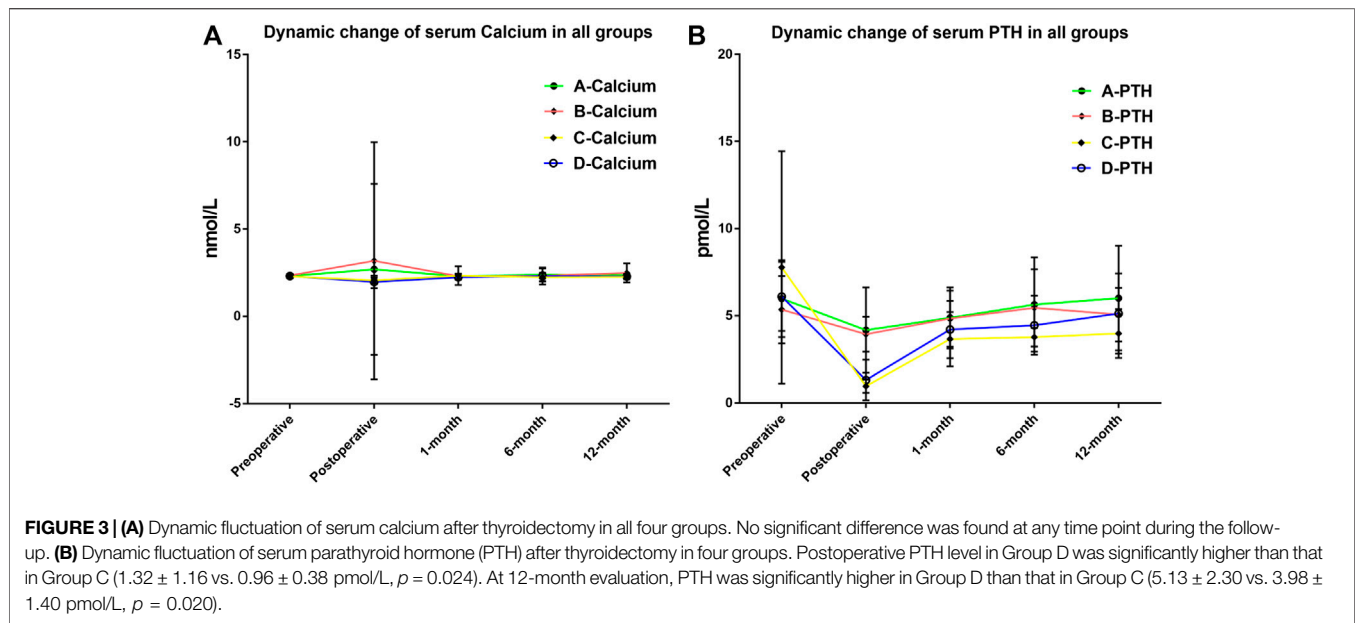 A
Dynamic change of serum Calcium in all groups
15
10
5
0
-5
nmol/L
A-Calcium
B-Calcium
C-Calcium
D-Calcium
Preoperative
Postoperative
1-month
6-month
12-month
B
Dynamic change of serum PTH in all groups
20
15
10
5
0
pmol/L
A-PTH
B-PTH
C-PTH
D-PTH
Preoperative
Postoperative
1-month
6-month
12-month
FIGURE 3 | (A) Dynamic fluctuation of serum calcium after thyroidectomy in all four groups. No significant difference was found at any time point during the follow-
up. (B) Dynamic fluctuation of serum parathyroid hormone (PTH) after thyroidectomy in four groups. Postoperative PTH level in Group D was significantly higher than that
in Group C (1.32 ± 1.16 vs. 0.96 ± 0.38 pmol/L, p = 0.024). At 12-month evaluation, PTH was significantly higher in Group D than that in Group C (5.13 ± 2.30 vs. 3.98 ±
1.40 pmol/L, p = 0.020).